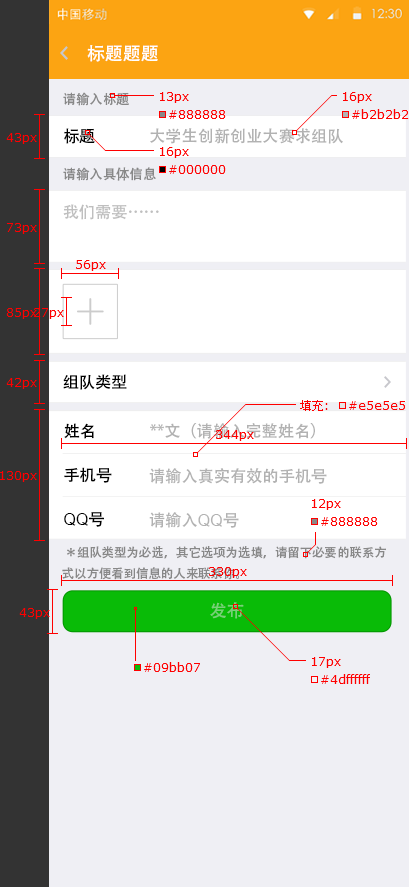 中国移动 12:30
标题题题
请输入标题 13px #888888
16px #b2b2b2
43px 标题 大学生创新创业大赛求组队
16px #000000
请输入具体信息
73px 我们需要……
56px
85px 27px
42px 组队类型
填充: #e5e5e5
姓名 **文（请输入完整姓名）
344px
130px 手机号 请输入真实有效的手机号
12px #888888
QQ号 请输入QQ号
＊组队类型为必选，其它选项为选填，请留下必要的联系方
式以方便看到信息的人来联系你。
330px
43px 发布
#09bb07
17px #4dffffff